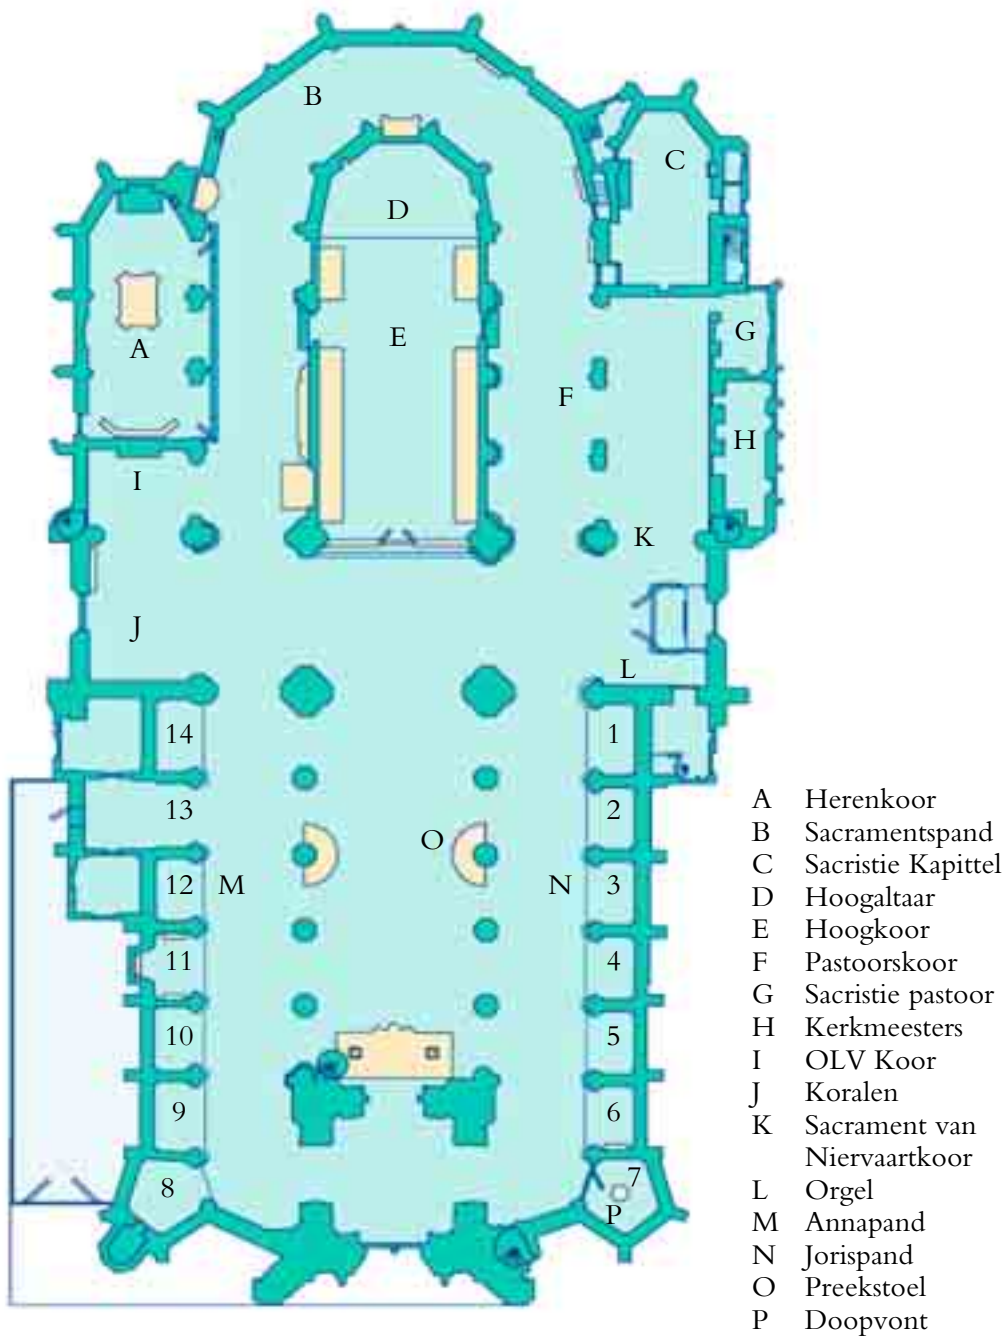 B
C
D
G
E
A
F
H
I
K
J
L
14
1
13
2
O
12
M
N
3
11
4
10
5
9
6
8
7
P
A Herenkoor
B Sacramentspand
C Sacristie Kapittel
D Hoogaltaar
E Hoogkoor
F Pastoorskoor
G Sacristie pastoor
H Kerkmeesters
I OLV Koor
J Koralen
K Sacrament van
Niervaartkoor
L Orgel
M Annapand
N Jorispand
O Preekstoel
P Doopvont